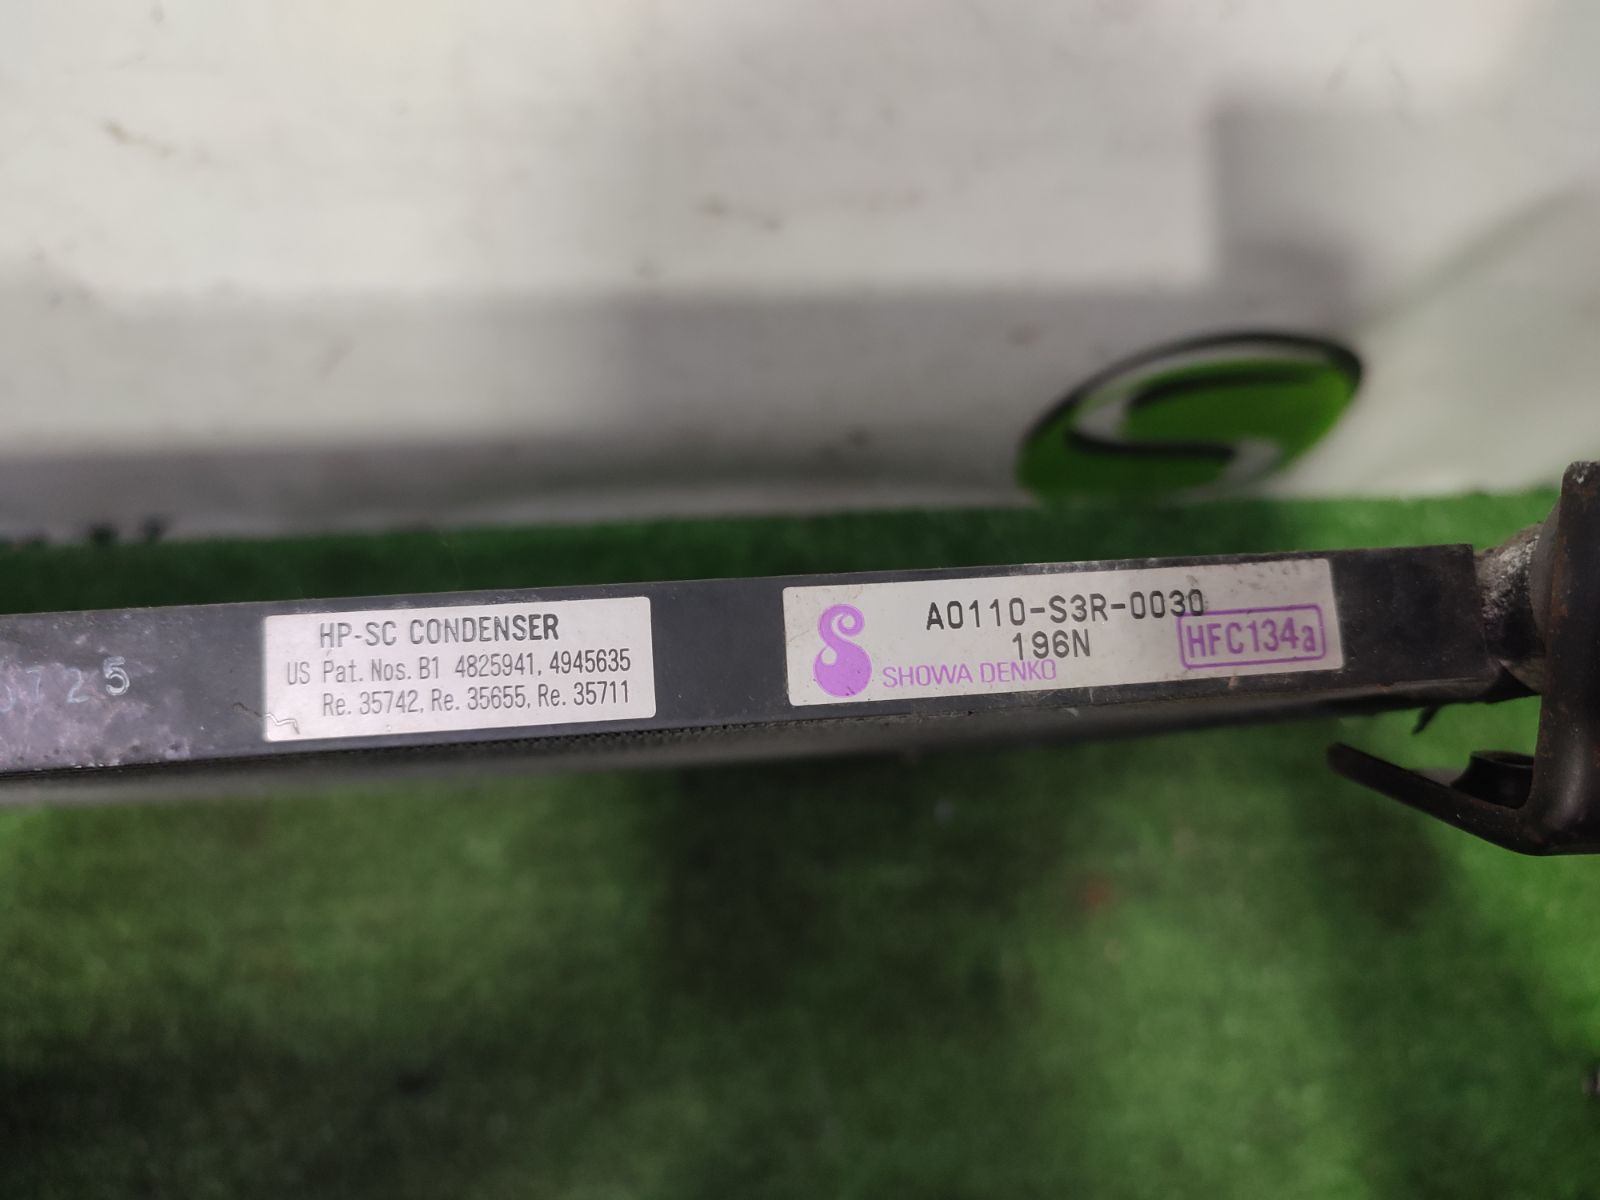 725
HP-SC CONDENSER
US Pat. Nos. B1 4825941, 4945635
Re. 35742, Re. 35655, Re. 35711
A0110-S3R-0030
196N
HFC134a
SHOWA DENKO